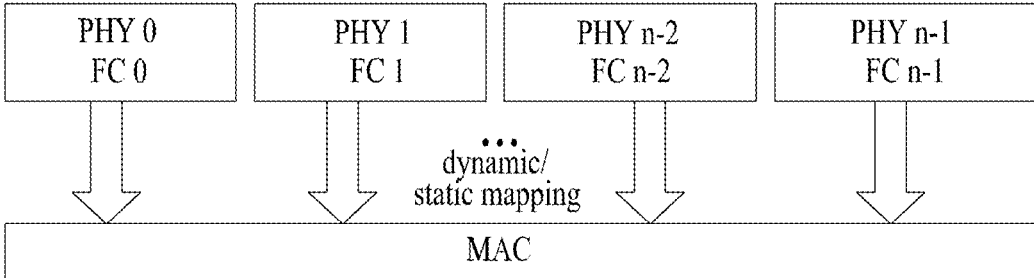 PHY 0 PHY 1 PHY n-2 PHY n-1
FC 0 FC 1 FC n-2 FC n-1
•••
dynamic/
static mapping
MAC